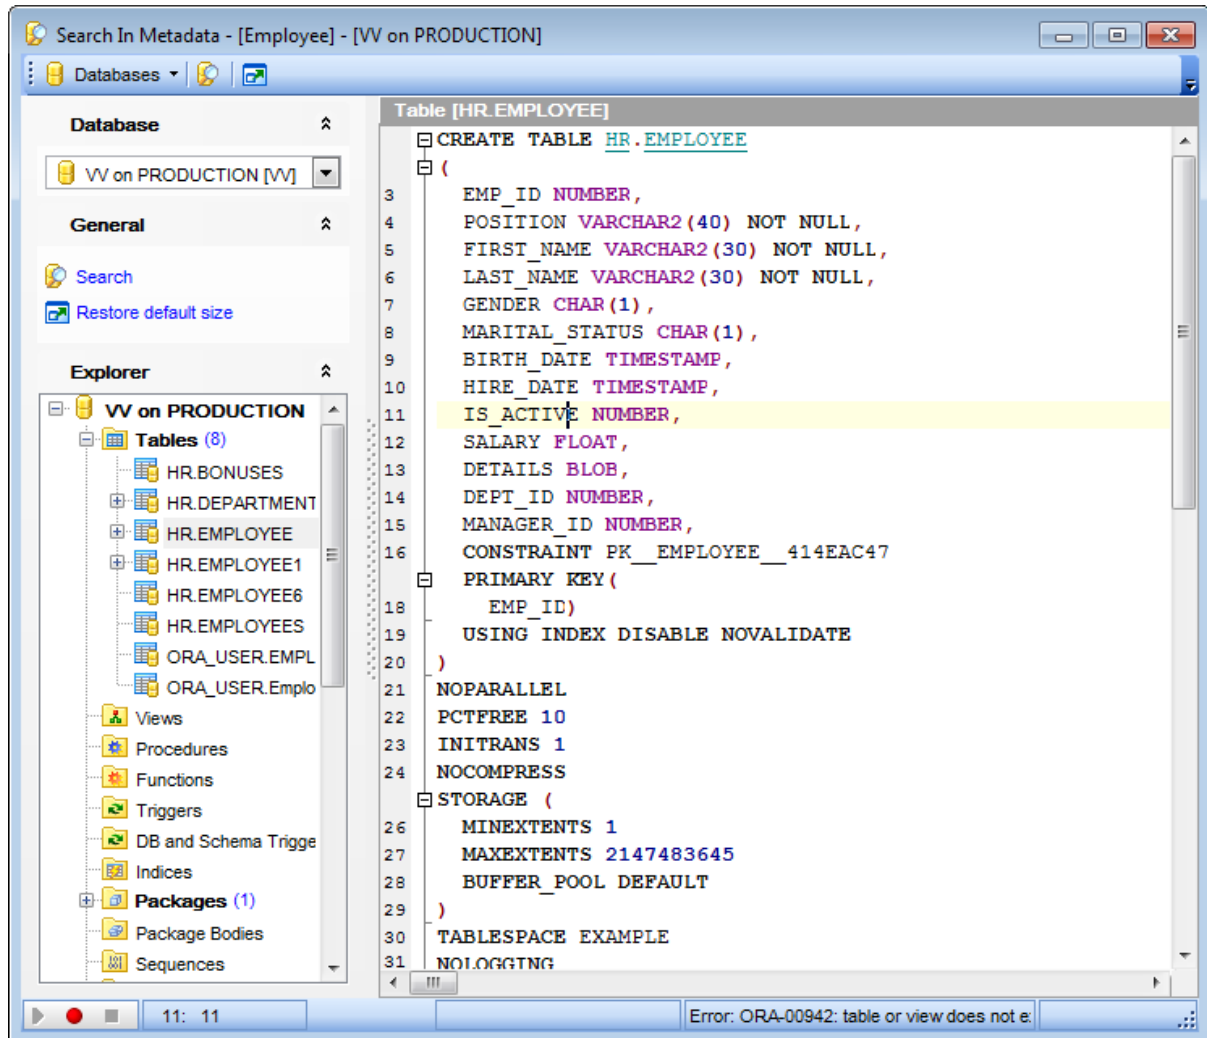 Search In Metadata - [Employee] - [VV on PRODUCTION]
Databases
Database
VV on PRODUCTION [VV]
General
Search
Restore default size
Explorer
VV on PRODUCTION
Tables (8)
HR.BONUSES
HR.DEPARTMENT
HR.EMPLOYEE
HR.EMPLOYEE1
HR.EMPLOYEE6
HR.EMPLOYEES
ORA_USER.EMPL
ORA_USER.Emplo
Views
Procedures
Functions
Triggers
DB and Schema Trigge
Indices
Packages (1)
Package Bodies
Sequences
Table [HR.EMPLOYEE]
CREATE TABLE HR.EMPLOYEE
(
3 EMP_ID NUMBER,
4 POSITION VARCHAR2(40) NOT NULL,
5 FIRST_NAME VARCHAR2(30) NOT NULL,
6 LAST_NAME VARCHAR2(30) NOT NULL,
7 GENDER CHAR(1),
8 MARITAL_STATUS CHAR(1),
9 BIRTH_DATE TIMESTAMP,
10 HIRE_DATE TIMESTAMP,
11 IS_ACTIVE NUMBER,
12 SALARY FLOAT,
13 DETAILS BLOB,
14 DEPT_ID NUMBER,
15 MANAGER_ID NUMBER,
16 CONSTRAINT PK__EMPLOYEE__414EAC47
PRIMARY KEY(
18 EMP_ID)
19 USING INDEX DISABLE NOVALIDATE
20 )
21 NOPARALLEL
22 PCTFREE 10
23 INITRANS 1
24 NOCOMPRESS
STORAGE (
26 MINEXTENTS 1
27 MAXEXTENTS 2147483645
28 BUFFER_POOL DEFAULT
29 )
30 TABLESPACE EXAMPLE
31 NOLOGGING
11: 11
Error: ORA-00942: table or view does not e